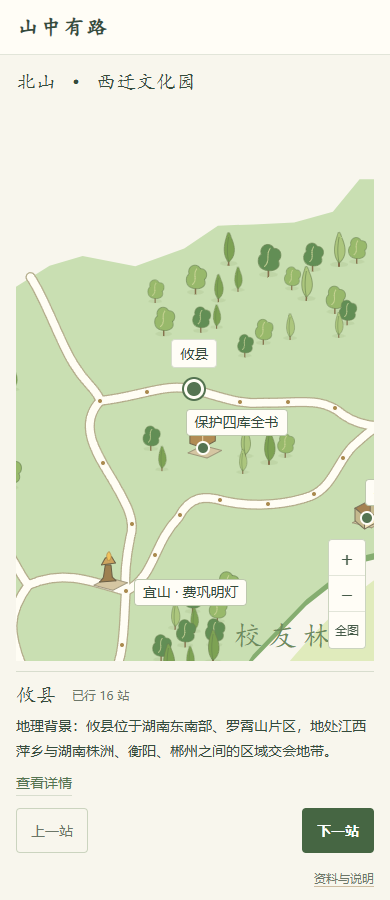 山中有路
北山 • 西迁文化园
攸县
保护四库全书
宜山 · 费巩明灯
校友林
+
−
全图
攸县 已行 16 站
地理背景：攸县位于湖南东南部、罗霄山片区，地处江西
萍乡与湖南株洲、衡阳、郴州之间的区域交会地带。
查看详情
上一站
下一站
资料与说明